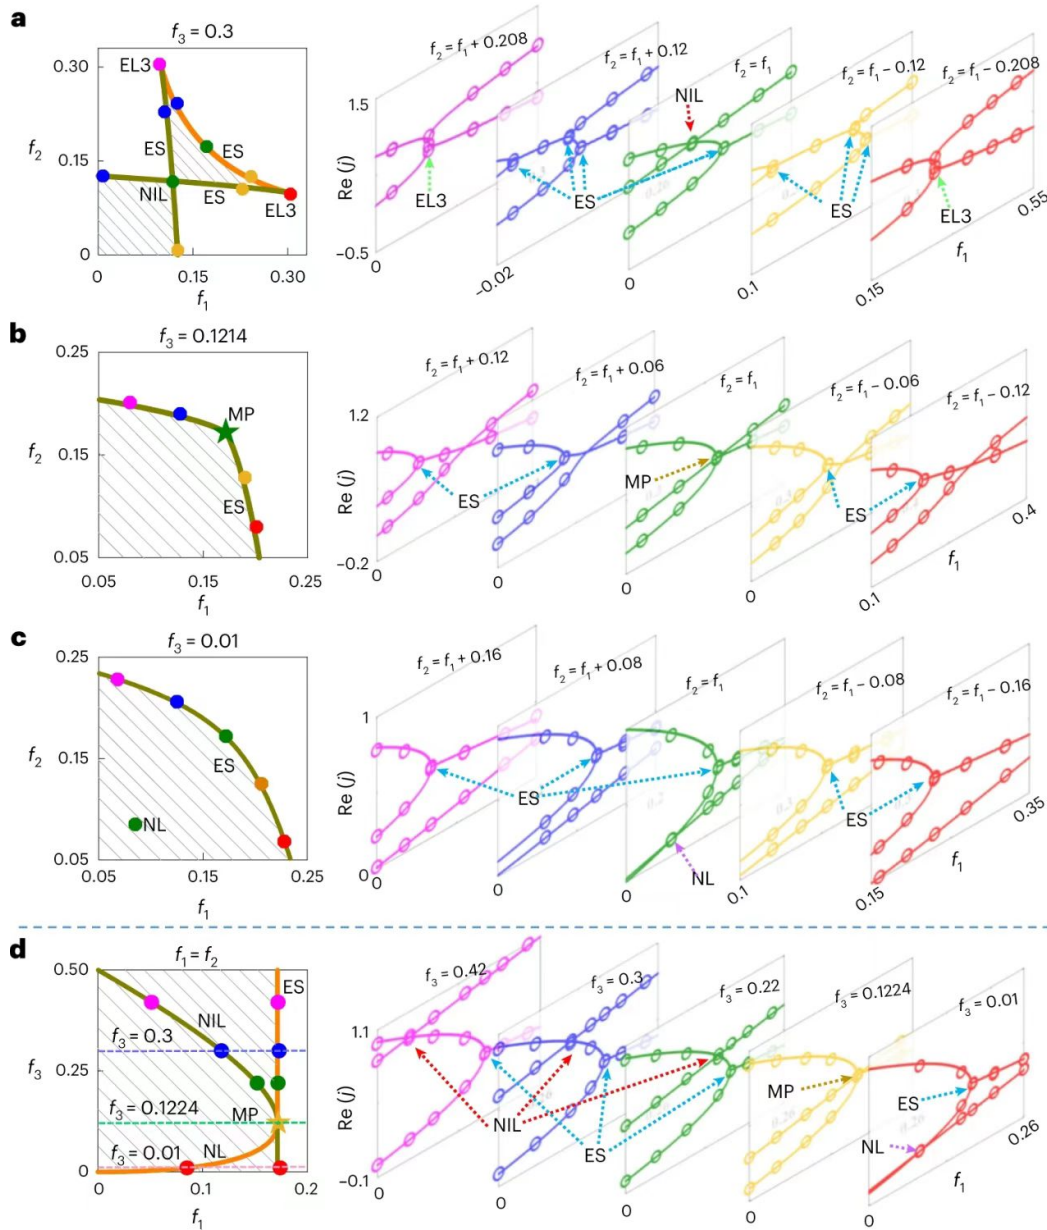 a
f3 = 0.3
0.30
0.15
0
f2
EL3
ES
ES
NIL
ES
EL3
0
0.15
0.30
f1
f2 = f1 + 0.208
f2 = f1 + 0.12
f2 = f1
f2 = f1 − 0.12
f2 = f1 − 0.208
1.5
Re (j)
−0.5
NIL
EL3
ES
ES
EL3
0
−0.02
0
0.1
0.15
0.55
f1
b
f3 = 0.1214
0.25
0.15
0.05
f2
MP
ES
0.05
0.15
0.25
f1
f2 = f1 + 0.12
f2 = f1 + 0.06
f2 = f1
f2 = f1 − 0.06
f2 = f1 − 0.12
1.2
Re (j)
−0.2
ES
MP
ES
0
0
0
0
0.1
0.4
f1
c
f3 = 0.01
0.25
0.15
0.05
f2
ES
NL
0.05
0.15
0.25
f1
f2 = f1 + 0.16
f2 = f1 + 0.08
f2 = f1
f2 = f1 − 0.08
f2 = f1 − 0.16
1
Re (j)
0
ES
NL
ES
0
0
0
0.1
0.15
0.35
f1
d
f1 = f2
0.50
0.25
0
f3
ES
NIL
f3 = 0.3
MP
f3 = 0.1224
f3 = 0.01
NL
0
0.1
0.2
f1
f3 = 0.42
f3 = 0.3
f3 = 0.22
f3 = 0.1224
f3 = 0.01
1.1
Re (j)
−0.1
NIL
ES
MP
ES
NL
0
0
0
0
0
0.26
f1